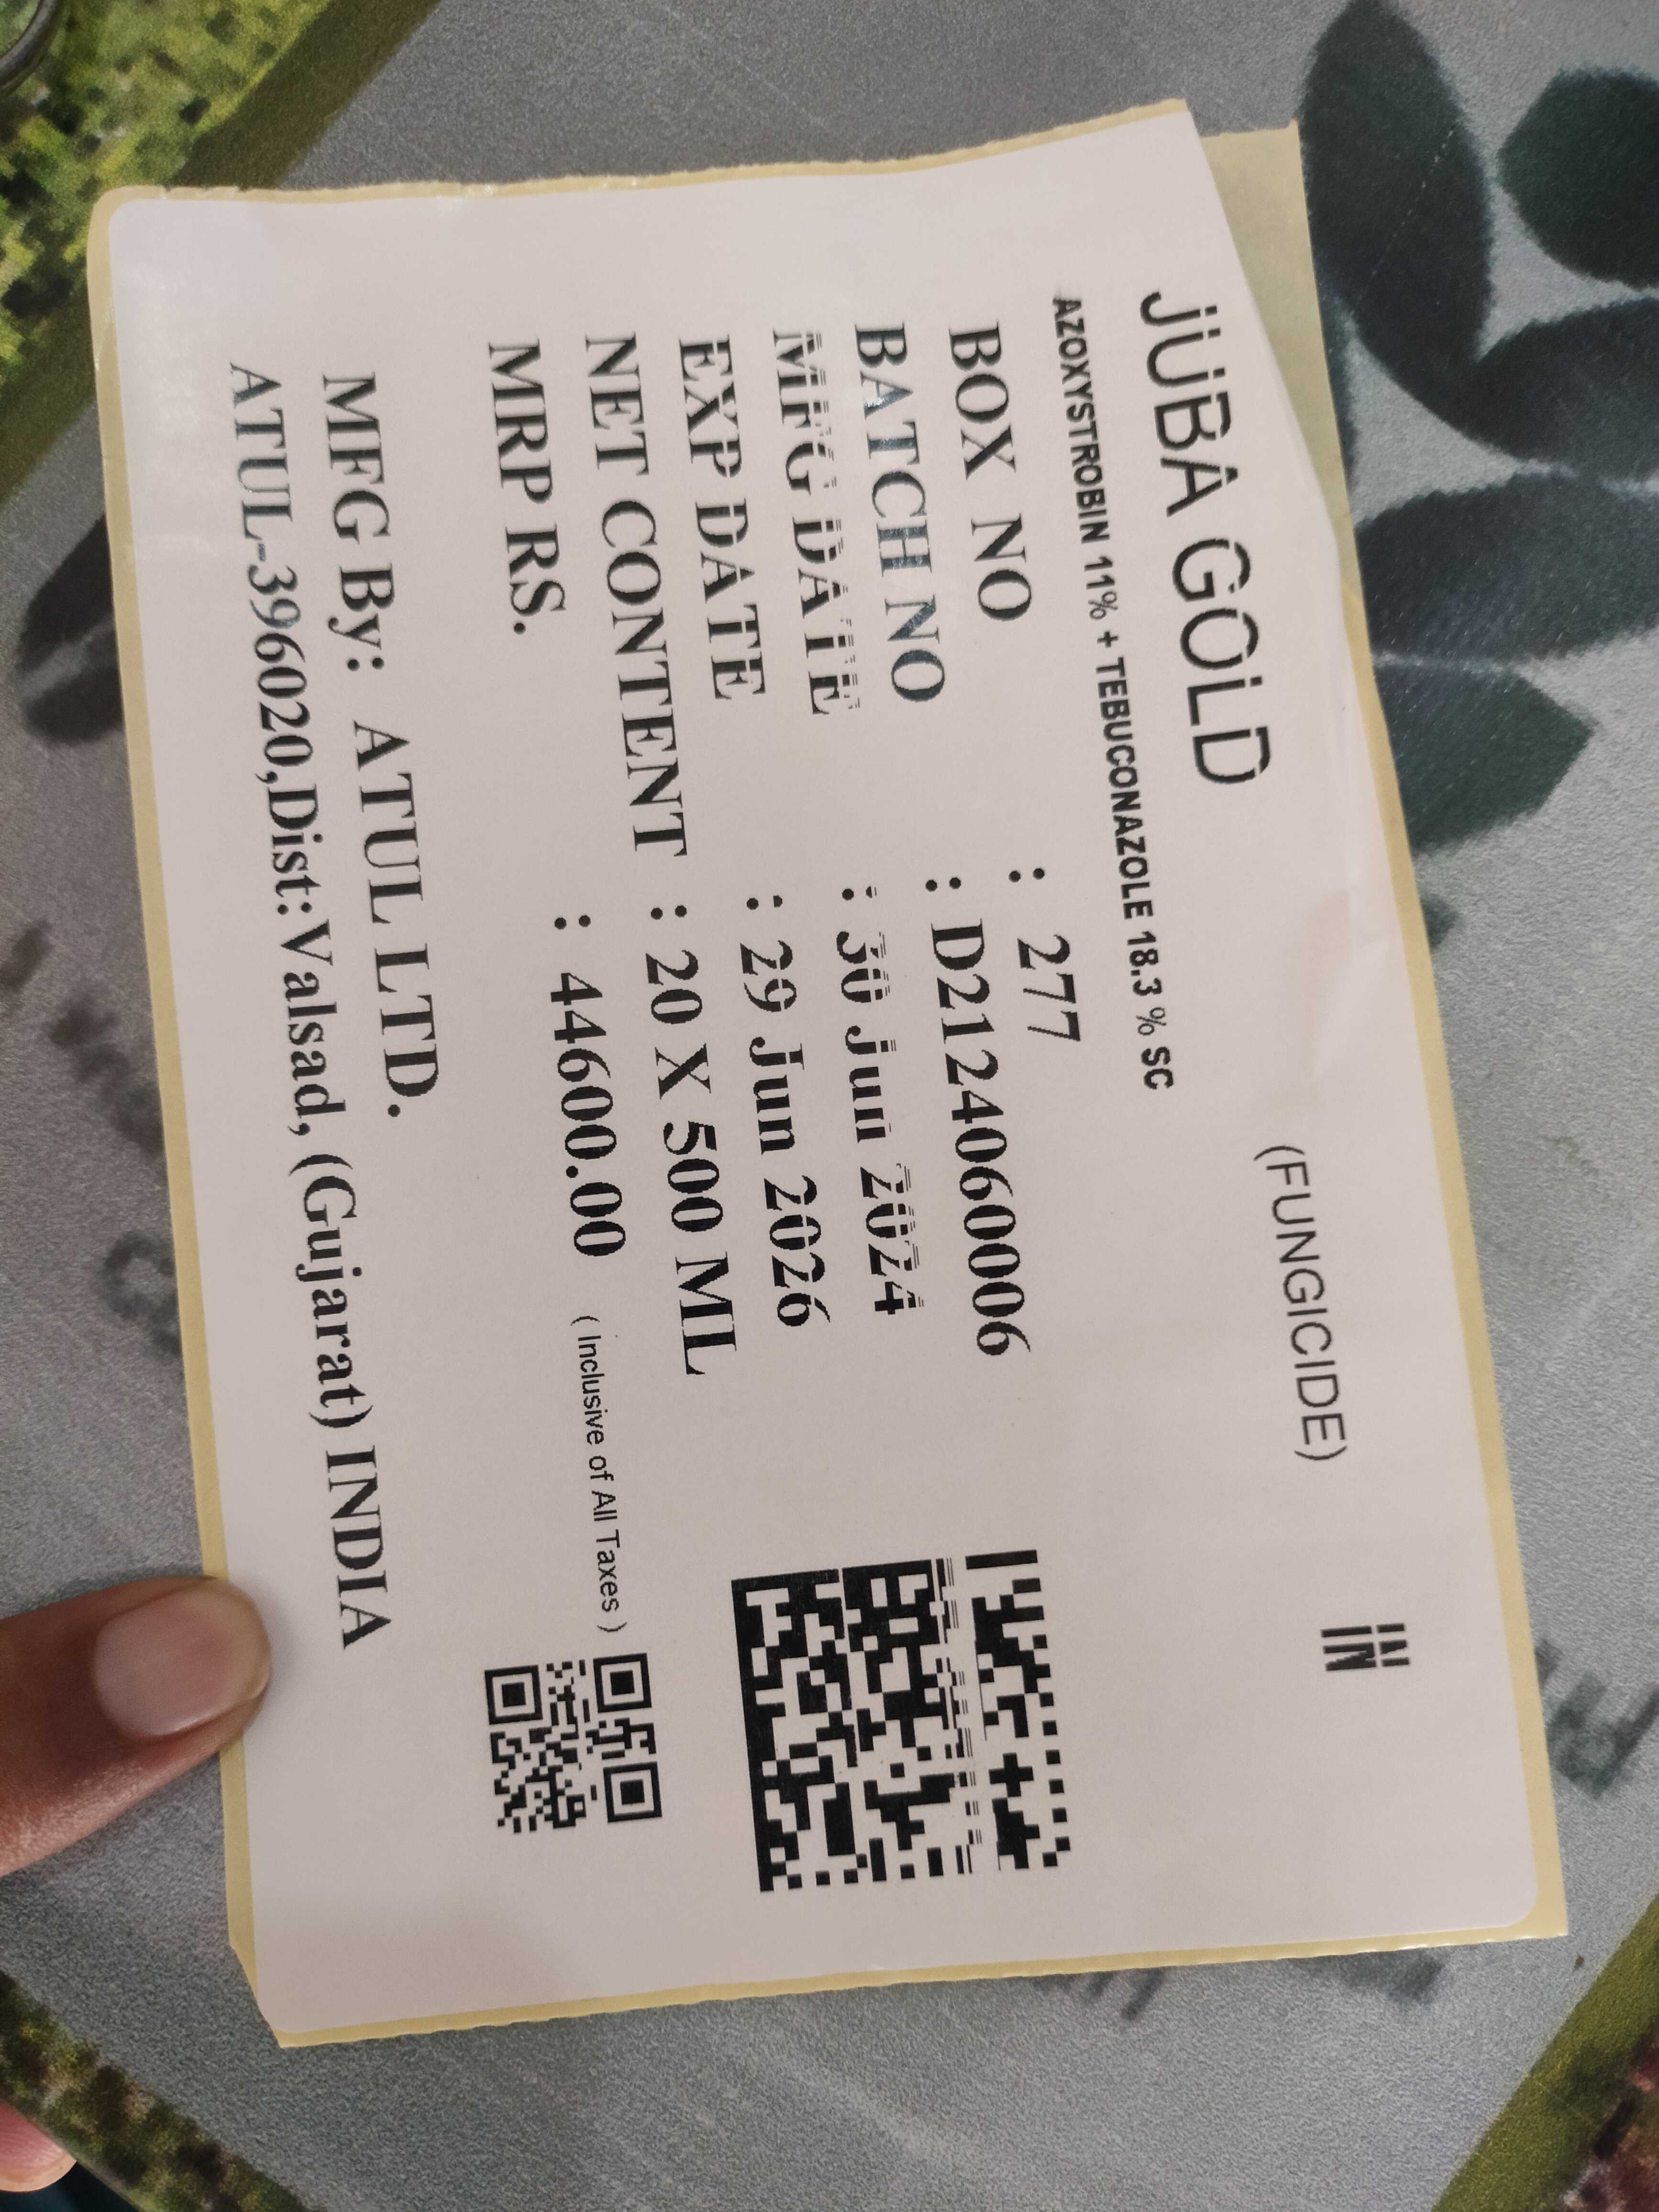 JUBA GOLD (FUNGICIDE) IN
AZOXYSTROBIN 11% + TEBUCONAZOLE 18.3 % SC
BOX NO : 277
BATCH NO : D212406006
MFG DATE : 30 Jun 2024
EXP DATE : 29 Jun 2026
NET CONTENT : 20 X 500 ML
MRP RS. : 44600.00 ( Inclusive of All Taxes )
MFG By: ATUL LTD.
ATUL-396020,Dist:Valsad, (Gujarat) INDIA